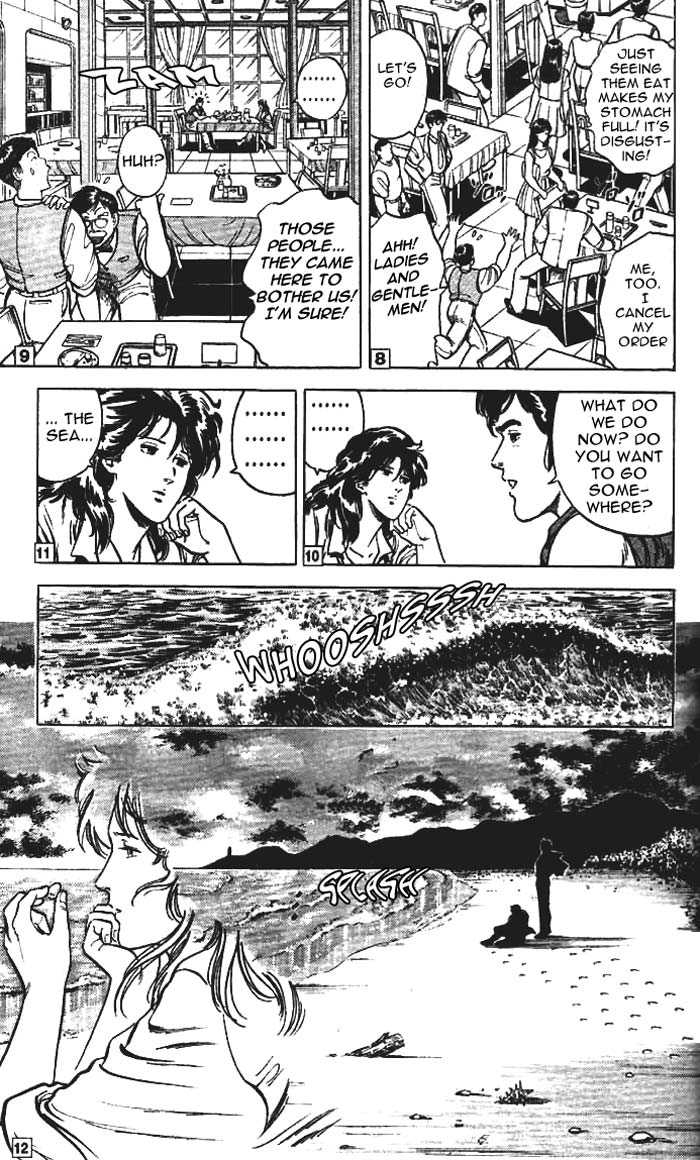 LET'S
GO!
JUST
SEEING
THEM EAT
MAKES MY
STOMACH
FULL! IT'S
DISGUST-
ING!
AHH!
LADIES
AND
GENTLE-
MEN!
ME,
TOO.
I
CANCEL
MY
ORDER
8
ZAM
......
......
HUH?
THOSE
PEOPLE...
THEY CAME
HERE TO
BOTHER US!
I'M SURE!
9
WHAT DO
WE DO
NOW? DO
YOU WANT
TO GO
SOME-
WHERE?
......
......
10
......
......
... THE
SEA...
11
WHOOSHSSSH
SPLASH
12